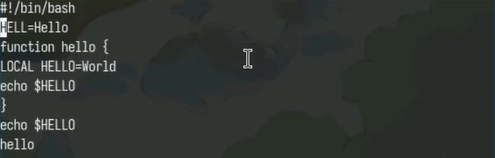 #!/bin/bash
HELL=Hello
function hello {
LOCAL HELLO=World
echo $HELLO
}
echo $HELLO
hello